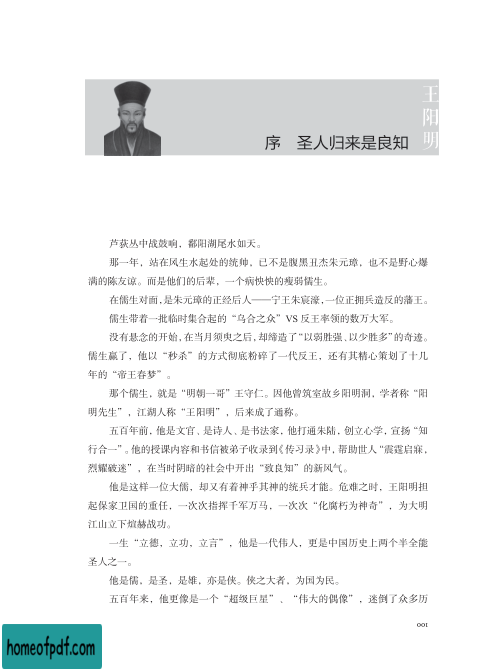 王阳明
序　圣人归来是良知
芦荻丛中战鼓响，鄱阳湖尾水如天。
那一年，站在风生水起处的统帅，已不是腹黑丑杰朱元璋，也不是野心爆
满的陈友谅。而是他们的后辈，一个病怏怏的瘦弱儒生。
在儒生对面，是朱元璋的正经后人——宁王朱宸濠，一位正拥兵造反的藩王。
儒生带着一批临时集合起的“乌合之众”VS 反王率领的数万大军。
没有悬念的开始，在当月须臾之后，却缔造了“以弱胜强、以少胜多”的奇迹。
儒生赢了，他以“秒杀”的方式彻底粉碎了一代反王，还有其精心策划了十几
年的“帝王春梦”。
那个儒生，就是“明朝一哥”王守仁。因他曾筑室故乡阳明洞，学者称“阳
明先生”，江湖人称“王阳明”，后来成了通称。
五百年前，他是文官、是诗人、是书法家，他打通朱陆，创立心学，宣扬“知
行合一”。他的授课内容和书信被弟子收录到《传习录》中，帮助世人“震霆启寐，
烈耀破迷”，在当时阴暗的社会中开出“致良知”的新风气。
他是这样一位大儒，却又有着神乎其神的统兵才能。危难之时，王阳明担
起保家卫国的重任，一次次指挥千军万马，一次次“化腐朽为神奇”，为大明
江山立下煊赫战功。
一生“立德，立功，立言”，他是一代伟人，更是中国历史上两个半全能
圣人之一。
他是儒，是圣，是雄，亦是侠。侠之大者，为国为民。
五百年来，他更像是一个“超级巨星”、“伟大的偶像”，迷倒了众多历
001
homeofpdf.com